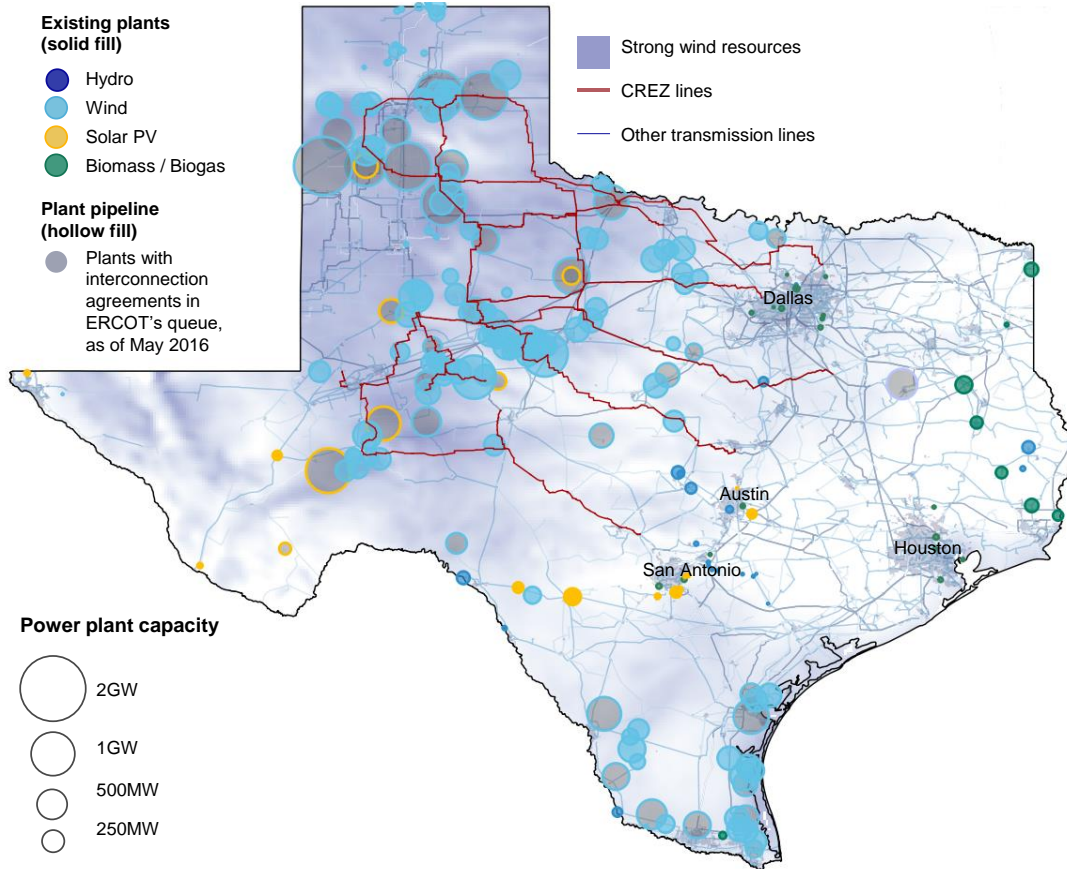 Existing plants
(solid fill)
Hydro
Wind
Solar PV
Biomass / Biogas
Plant pipeline
(hollow fill)
Plants with
interconnection
agreements in
ERCOT's queue,
as of May 2016
Strong wind resources
CREZ lines
Other transmission lines
Dallas
Austin
Houston
San Antonio
Power plant capacity
2GW
1GW
500MW
250MW